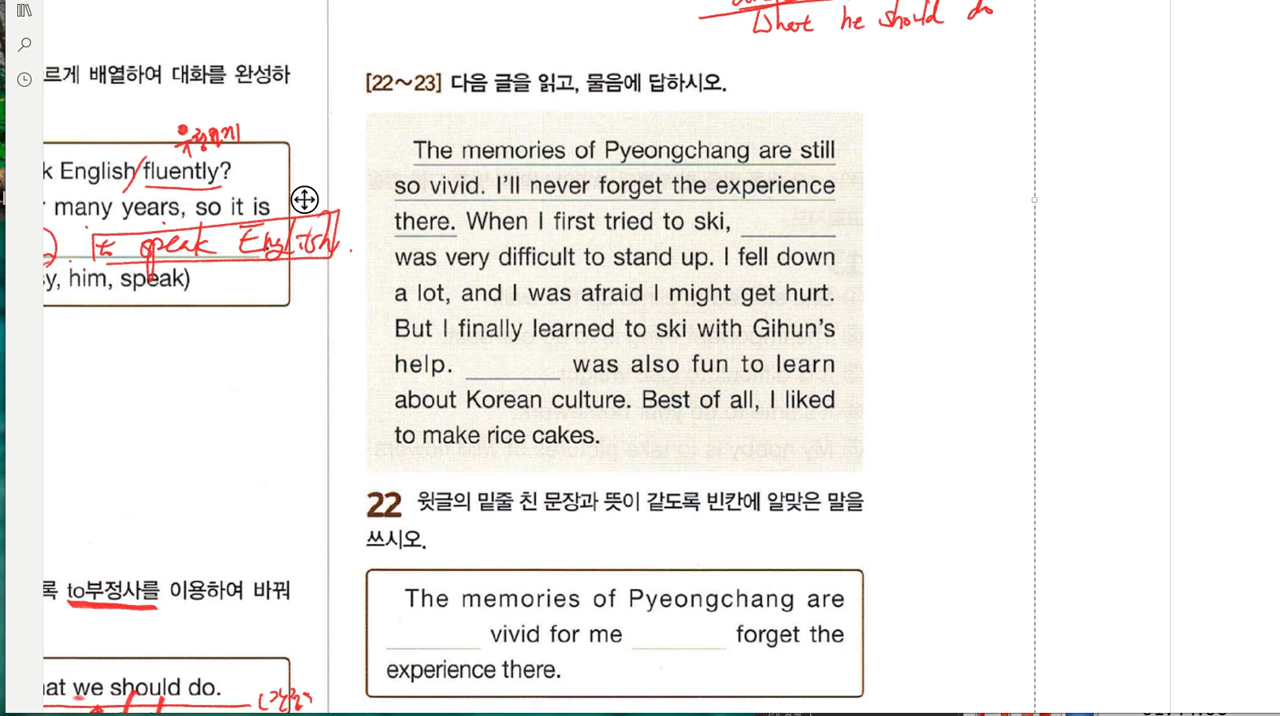 What he should do
르게 배열하여 대화를 완성하
k English/fluently?
many years, so it is
to speak English.
y, him, speak)
록 to부정사를 이용하여 바꿔
at we should do.
[22~23] 다음 글을 읽고, 물음에 답하시오.
The memories of Pyeongchang are still
so vivid. I'll never forget the experience
there. When I first tried to ski, ________
was very difficult to stand up. I fell down
a lot, and I was afraid I might get hurt.
But I finally learned to ski with Gihun's
help. ________ was also fun to learn
about Korean culture. Best of all, I liked
to make rice cakes.
22 윗글의 밑줄 친 문장과 뜻이 같도록 빈칸에 알맞은 말을
쓰시오.
The memories of Pyeongchang are
________ vivid for me ________ forget the
experience there.